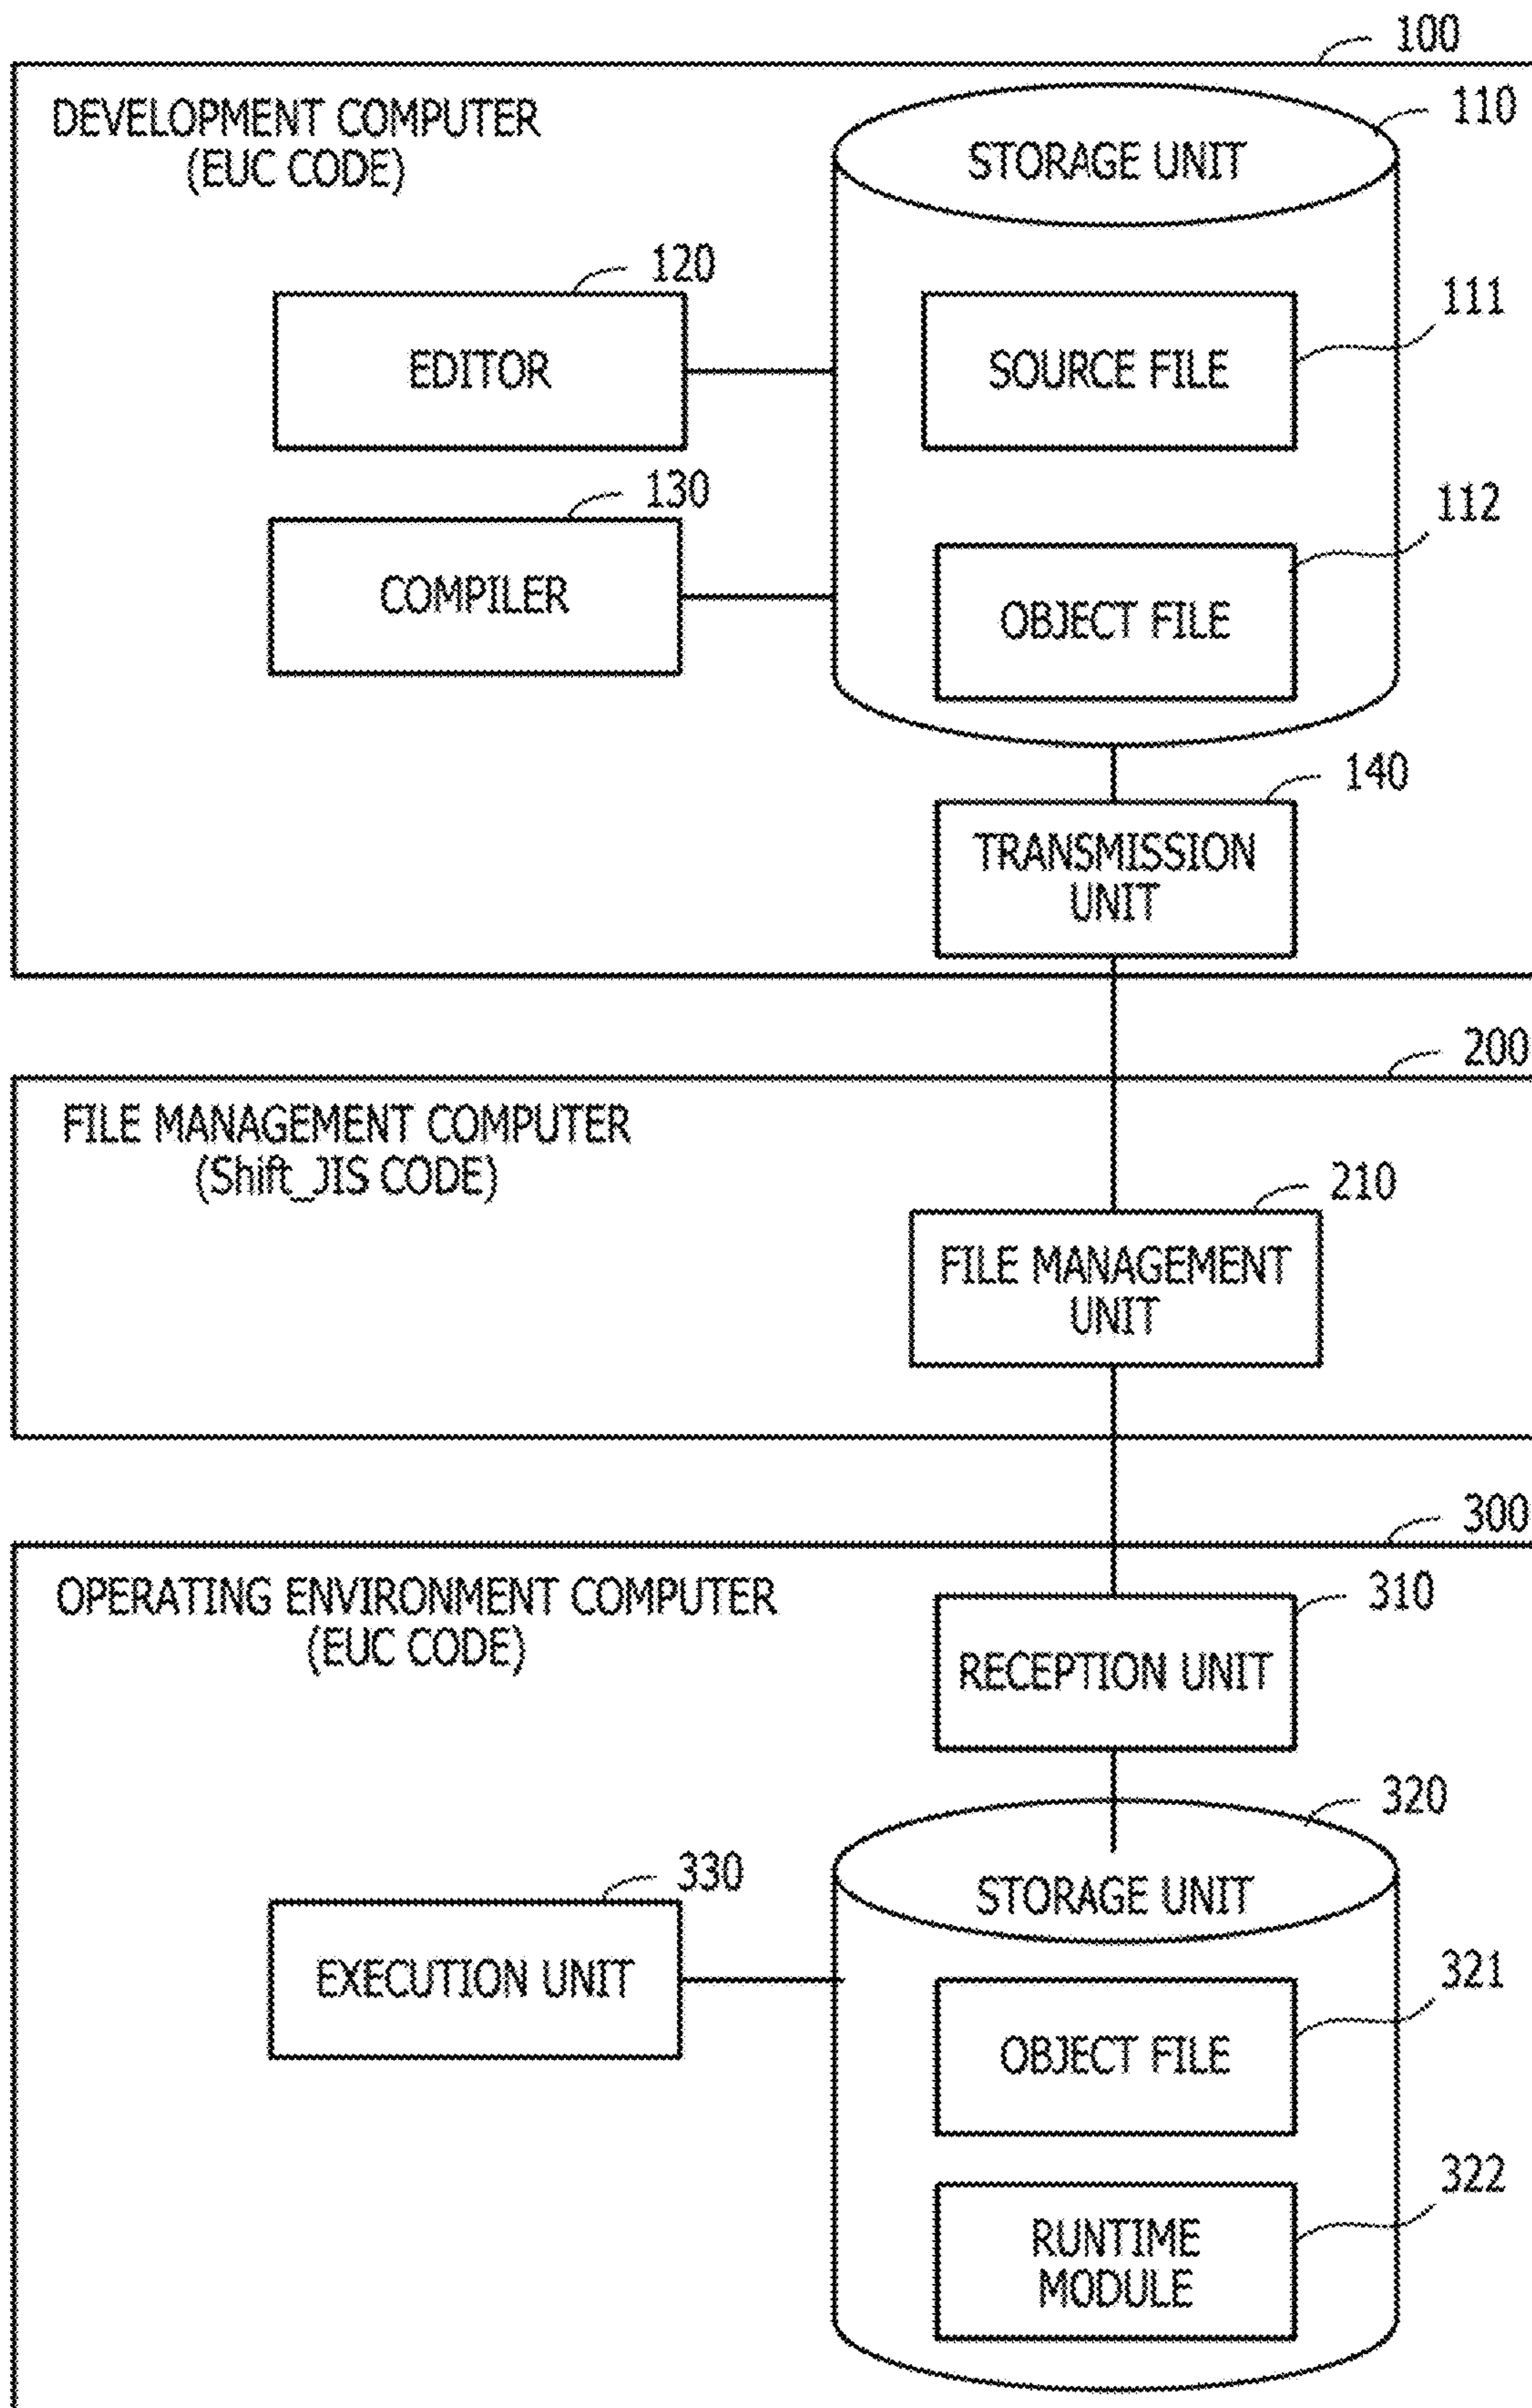 100
DEVELOPMENT COMPUTER
(EUC CODE)
110
STORAGE UNIT
120
EDITOR
111
SOURCE FILE
130
COMPILER
112
OBJECT FILE
140
TRANSMISSION
UNIT
200
FILE MANAGEMENT COMPUTER
(Shift_JIS CODE)
210
FILE MANAGEMENT
UNIT
300
OPERATING ENVIRONMENT COMPUTER
(EUC CODE)
310
RECEPTION UNIT
320
STORAGE UNIT
330
EXECUTION UNIT
321
OBJECT FILE
322
RUNTIME
MODULE